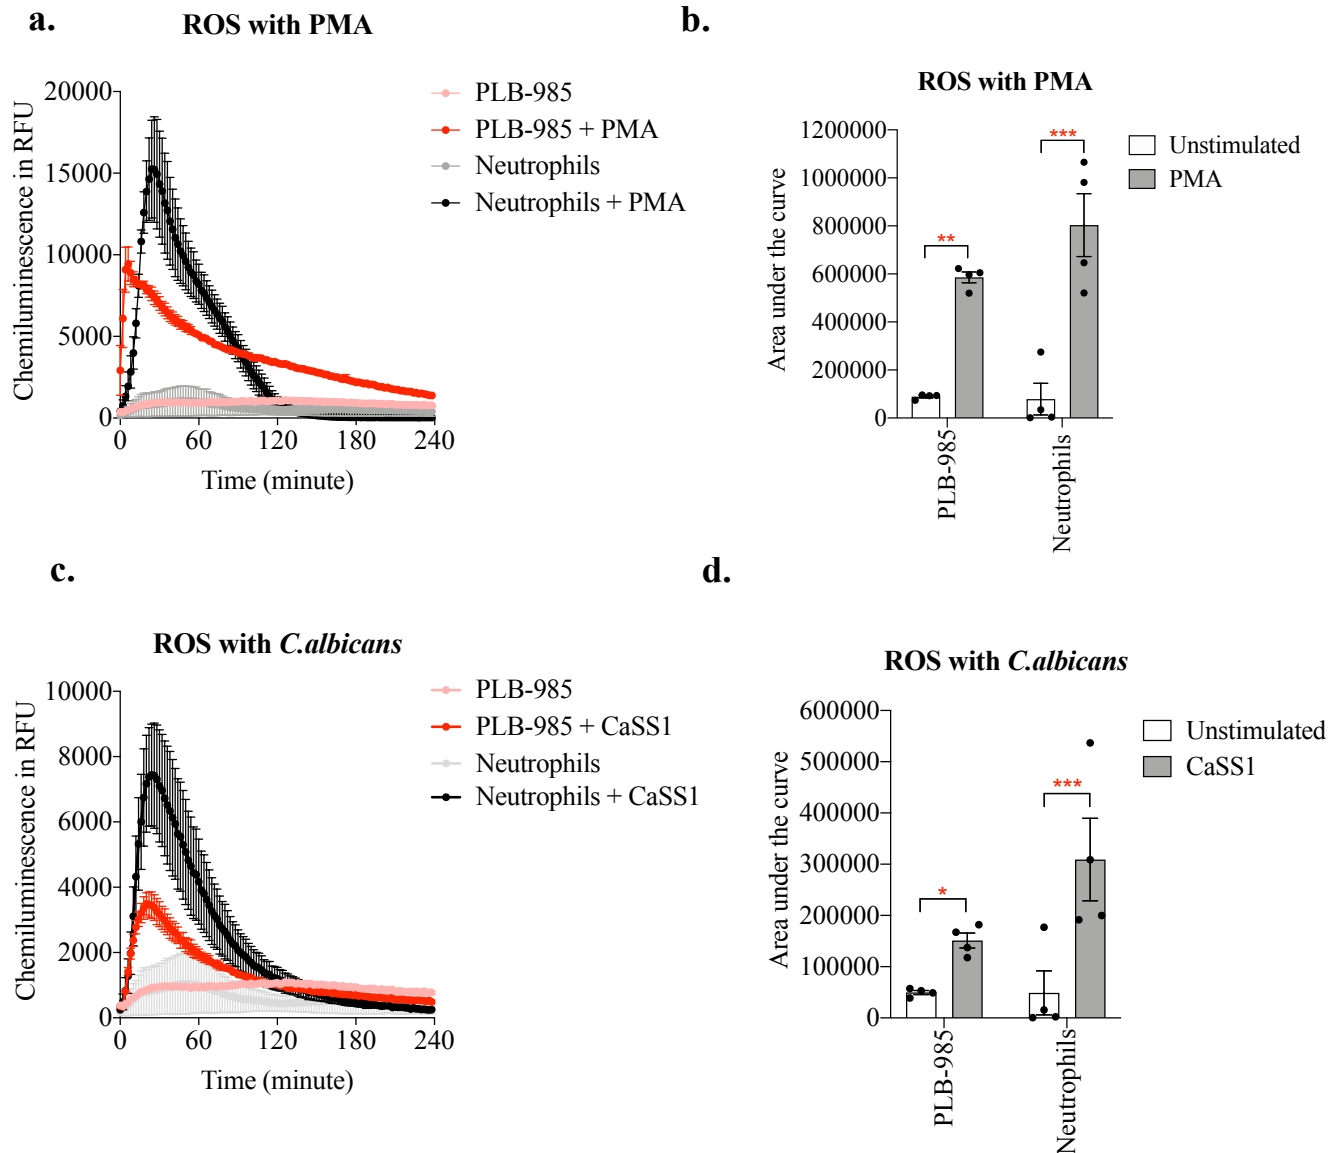 a.
ROS with PMA
Chemiluminescence in RFU
20000
15000
10000
5000
0
0 60 120 180 240
Time (minute)
PLB-985
PLB-985 + PMA
Neutrophils
Neutrophils + PMA
b.
ROS with PMA
Area under the curve
1200000
1000000
800000
600000
400000
200000
0
**
***
PLB-985
Neutrophils
Unstimulated
PMA
c.
ROS with C.albicans
Chemiluminescence in RFU
10000
8000
6000
4000
2000
0
0 60 120 180 240
Time (minute)
PLB-985
PLB-985 + CaSS1
Neutrophils
Neutrophils + CaSS1
d.
ROS with C.albicans
Area under the curve
600000
500000
400000
300000
200000
100000
0
*
***
PLB-985
Neutrophils
Unstimulated
CaSS1